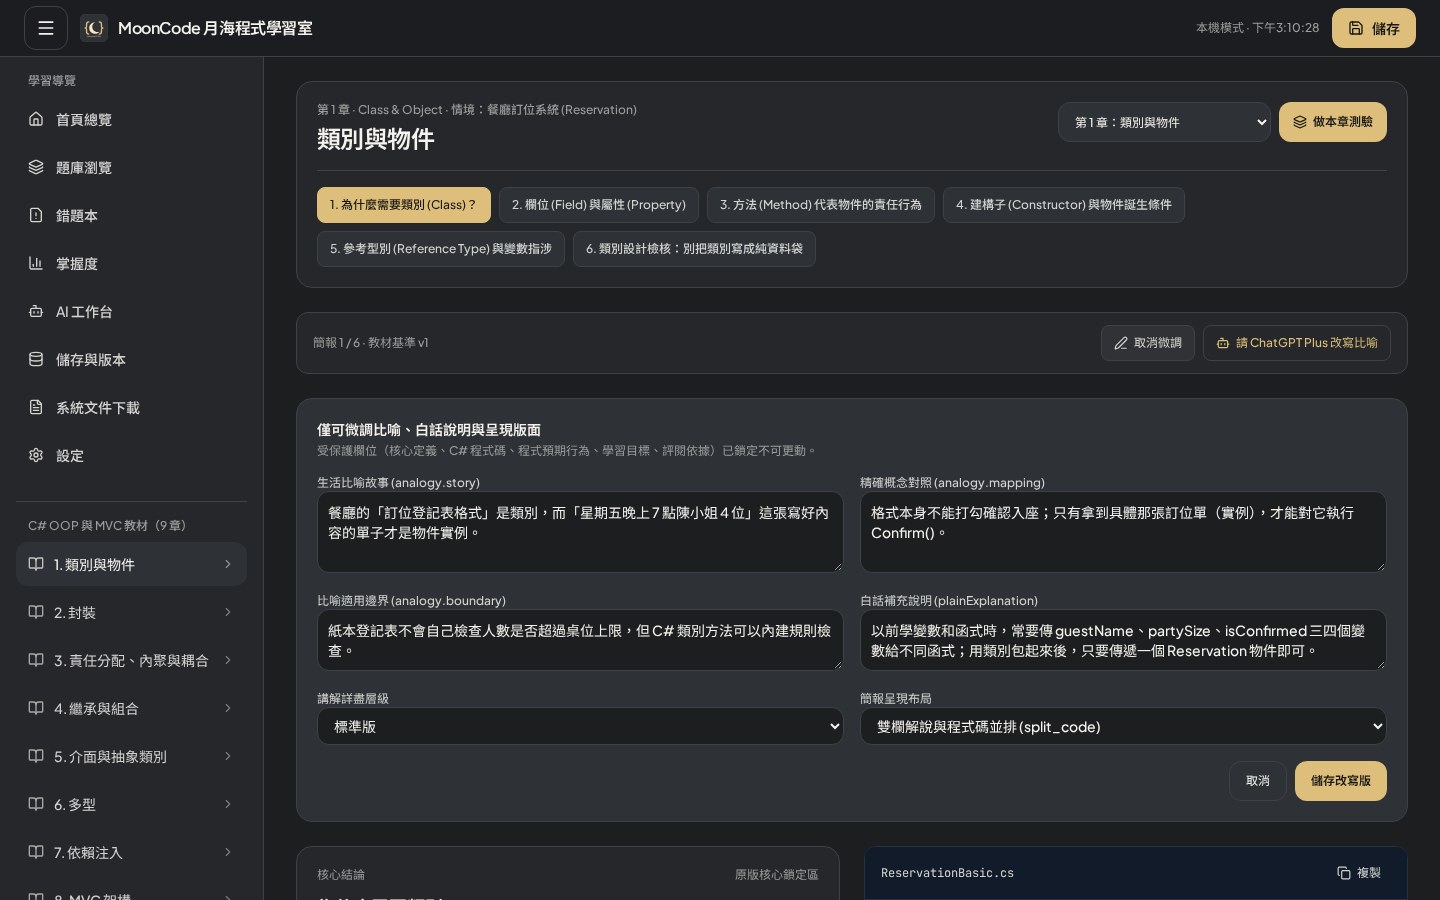 MoonCode 月海程式學習室
本機模式 · 下午3:10:28
儲存
學習導覽
首頁總覽
題庫瀏覽
錯題本
掌握度
AI 工作台
儲存與版本
系統文件下載
設定
C# OOP 與 MVC 教材（9 章）
1. 類別與物件
2. 封裝
3. 責任分配、內聚與耦合
4. 繼承與組合
5. 介面與抽象類別
6. 多型
7. 依賴注入
8. MVC 架構
第 1 章 · Class & Object · 情境：餐廳訂位系統 (Reservation)
類別與物件
第 1 章：類別與物件
做本章測驗
1. 為什麼需要類別 (Class)？
2. 欄位 (Field) 與屬性 (Property)
3. 方法 (Method) 代表物件的責任行為
4. 建構子 (Constructor) 與物件誕生條件
5. 參考型別 (Reference Type) 與變數指涉
6. 類別設計檢核：別把類別寫成純資料袋
簡報 1 / 6 · 教材基準 v1
取消微調
請 ChatGPT Plus 改寫比喻
僅可微調比喻、白話說明與呈現版面
受保護欄位（核心定義、C# 程式碼、程式預期行為、學習目標、評閱依據）已鎖定不可更動。
生活比喻故事 (analogy.story)
餐廳的「訂位登記表格式」是類別，而「星期五晚上 7 點陳小姐 4 位」這張寫好內
容的單子才是物件實例。
精確概念對照 (analogy.mapping)
格式本身不能打勾確認入座；只有拿到具體那張訂位單（實例），才能對它執行
Confirm()。
比喻適用邊界 (analogy.boundary)
紙本登記表不會自己檢查人數是否超過桌位上限，但 C# 類別方法可以內建規則檢
查。
白話補充說明 (plainExplanation)
以前學變數和函式時，常要傳 guestName、partySize、isConfirmed 三四個變
數給不同函式；用類別包起來後，只要傳遞一個 Reservation 物件即可。
講解詳盡層級
標準版
簡報呈現布局
雙欄解說與程式碼並排 (split_code)
取消
儲存改寫版
核心結論
原版核心鎖定區
ReservationBasic.cs
複製